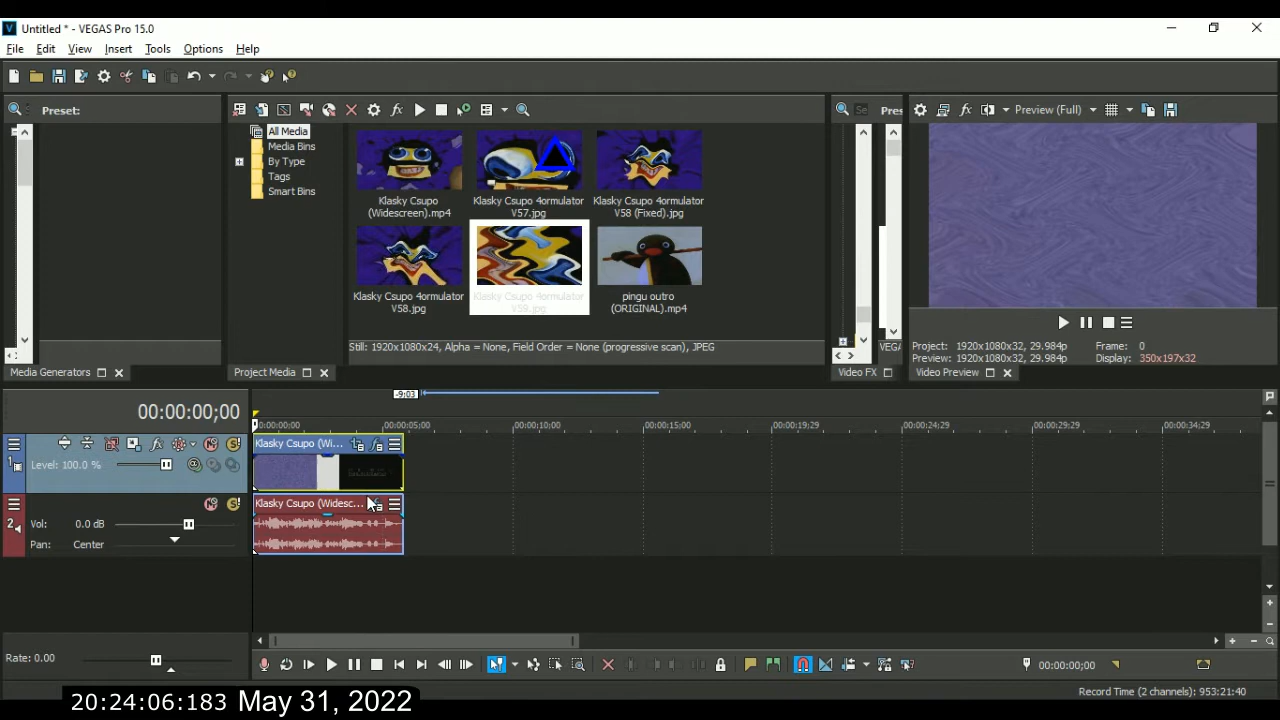 Untitled * - VEGAS Pro 15.0
File Edit View Insert Tools Options Help
Preset:
All Media
Media Bins
By Type
Tags
Smart Bins
Klasky Csupo (Widescreen).mp4
Klasky Csupo 4ormulator V57.jpg
Klasky Csupo 4ormulator V58 (Fixed).jpg
Klasky Csupo 4ormulator V58.jpg
Klasky Csupo 4ormulator V59.jpg
pingu outro (ORIGINAL).mp4
Still: 1920x1080x24, Alpha = None, Field Order = None (progressive scan), JPEG
Se
Pres
VEGA
Preview (Full)
Project: 1920x1080x32, 29.984p Frame: 0
Preview: 1920x1080x32, 29.984p Display: 350x197x32
Media Generators
Project Media
Video FX
Video Preview
00:00:00;00
-9:03
00:00:00;00 00:00:05;00 00:00:10;00 00:00:15;00 00:00:19;29 00:00:24;29 00:00:29;29 00:00:34;29
1
Level: 100.0 %
Klasky Csupo (Wi...
2
Vol: 0.0 dB
Pan: Center
Klasky Csupo (Widesc...
Rate: 0.00
00:00:00;00
Record Time (2 channels): 953:21:40
20:24:06:183 May 31, 2022